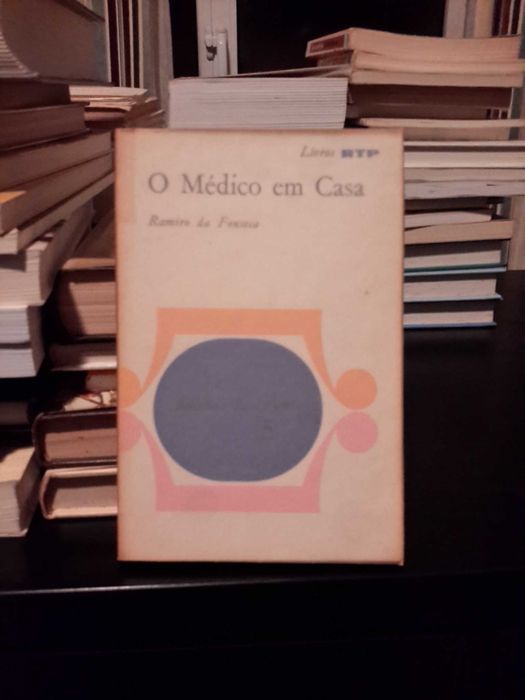 Livros RTP
O Médico em Casa
Ramiro da Fonseca